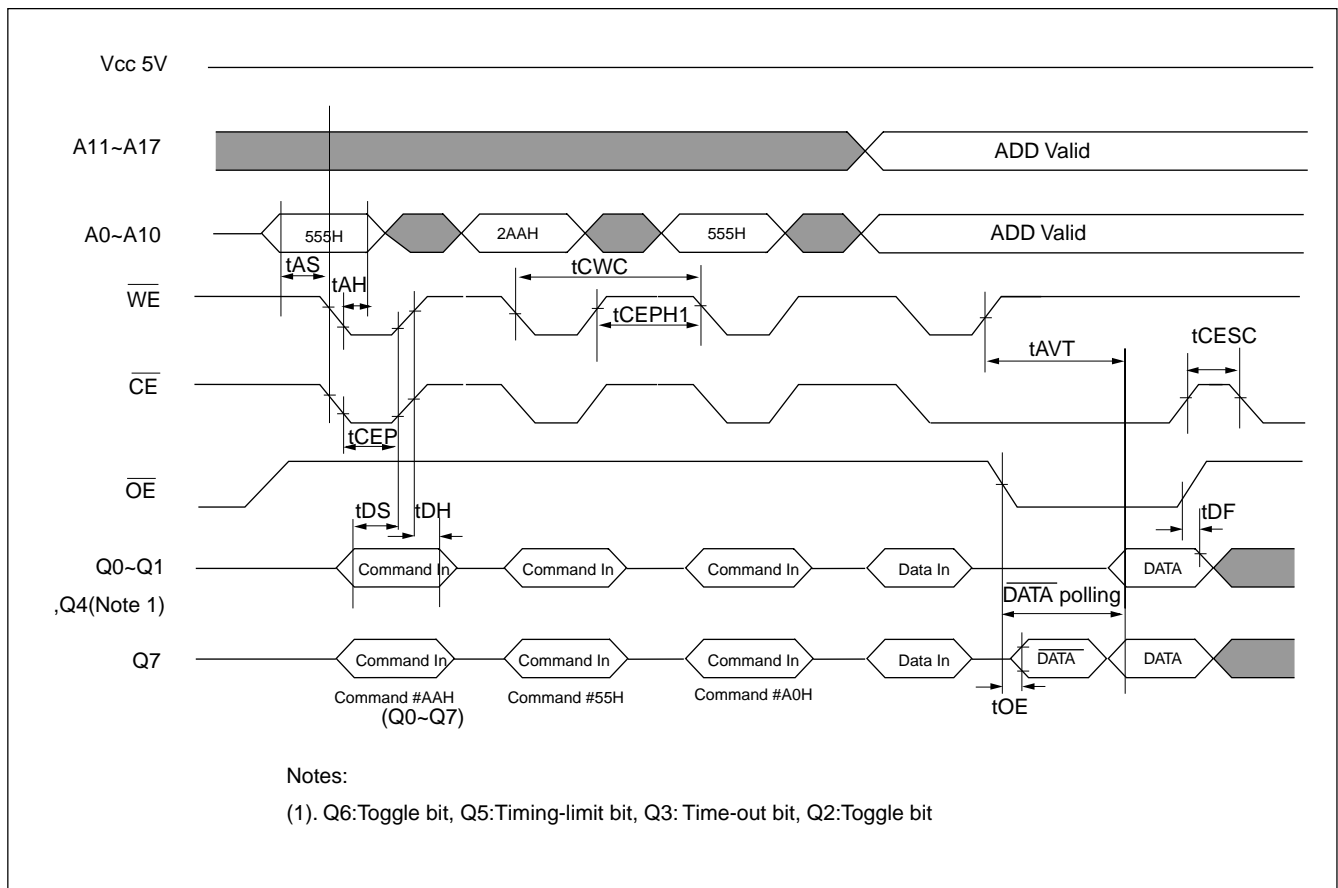 Vcc 5V
A11~A17
ADD Valid
A0~A10
555H
2AAH
555H
ADD Valid
tAS
tAH
tCWC
WE
tCEPH1
tAVT
tCESC
CE
tCEP
OE
tDS
tDH
tDF
Q0~Q1
Command In
Command In
Command In
Data In
DATA
,Q4(Note 1)
DATA polling
Q7
Command In
Command In
Command In
Data In
DATA
DATA
Command #AAH
Command #55H
Command #A0H
(Q0~Q7)
tOE
Notes:
(1). Q6:Toggle bit, Q5:Timing-limit bit, Q3: Time-out bit, Q2:Toggle bit